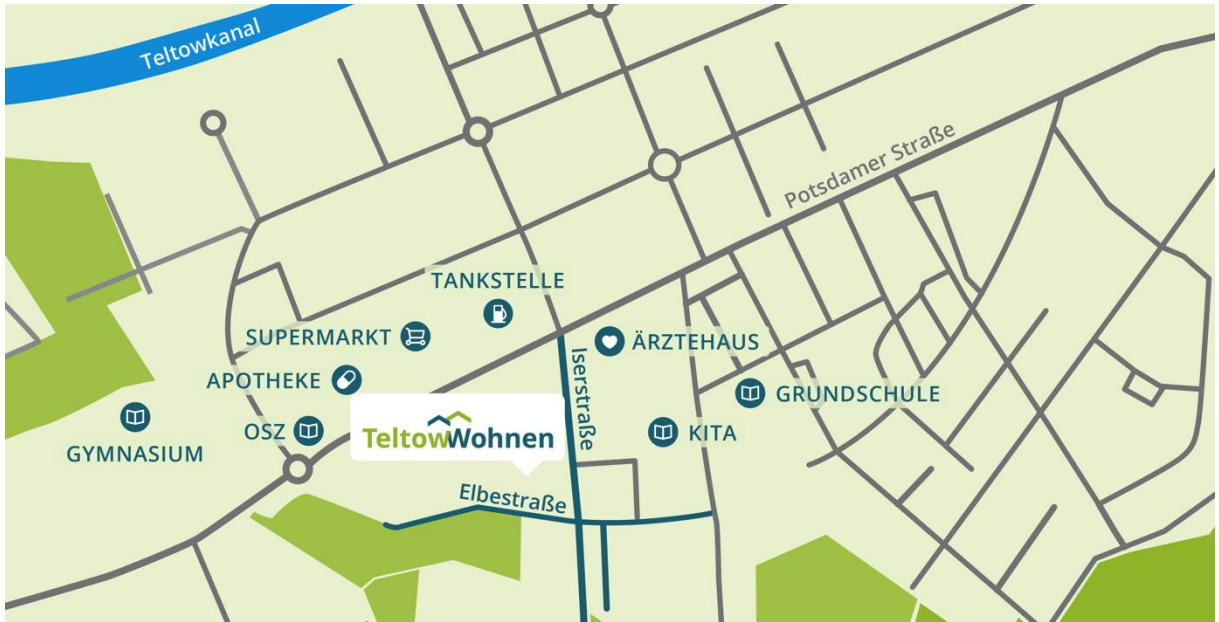 Teltowkanal
Potsdamer Straße
TANKSTELLE
SUPERMARKT
ÄRZTEHAUS
Iserstraße
APOTHEKE
GRUNDSCHULE
OSZ
TeltowWohnen
KITA
GYMNASIUM
Elbestraße